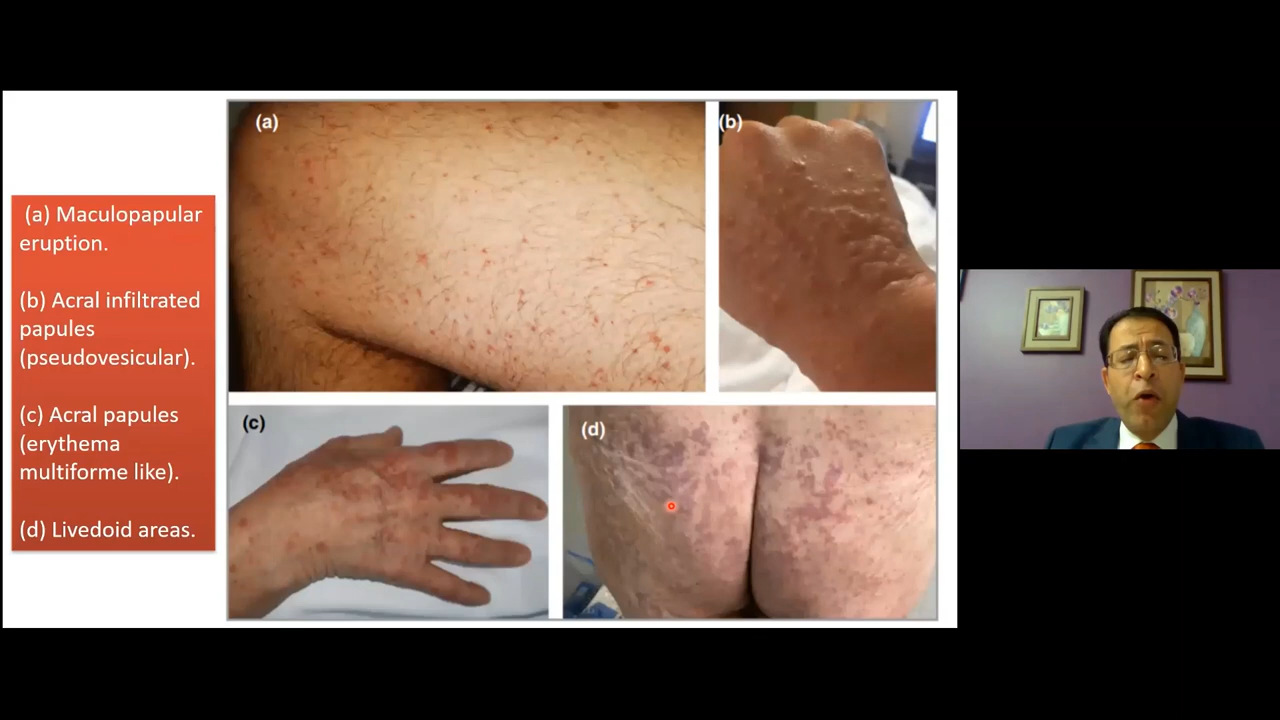 (a) Maculopapular
eruption.
(b) Acral infiltrated
papules
(pseudovesicular).
(c) Acral papules
(erythema
multiforme like).
(d) Livedoid areas.
(a)
(b)
(c)
(d)